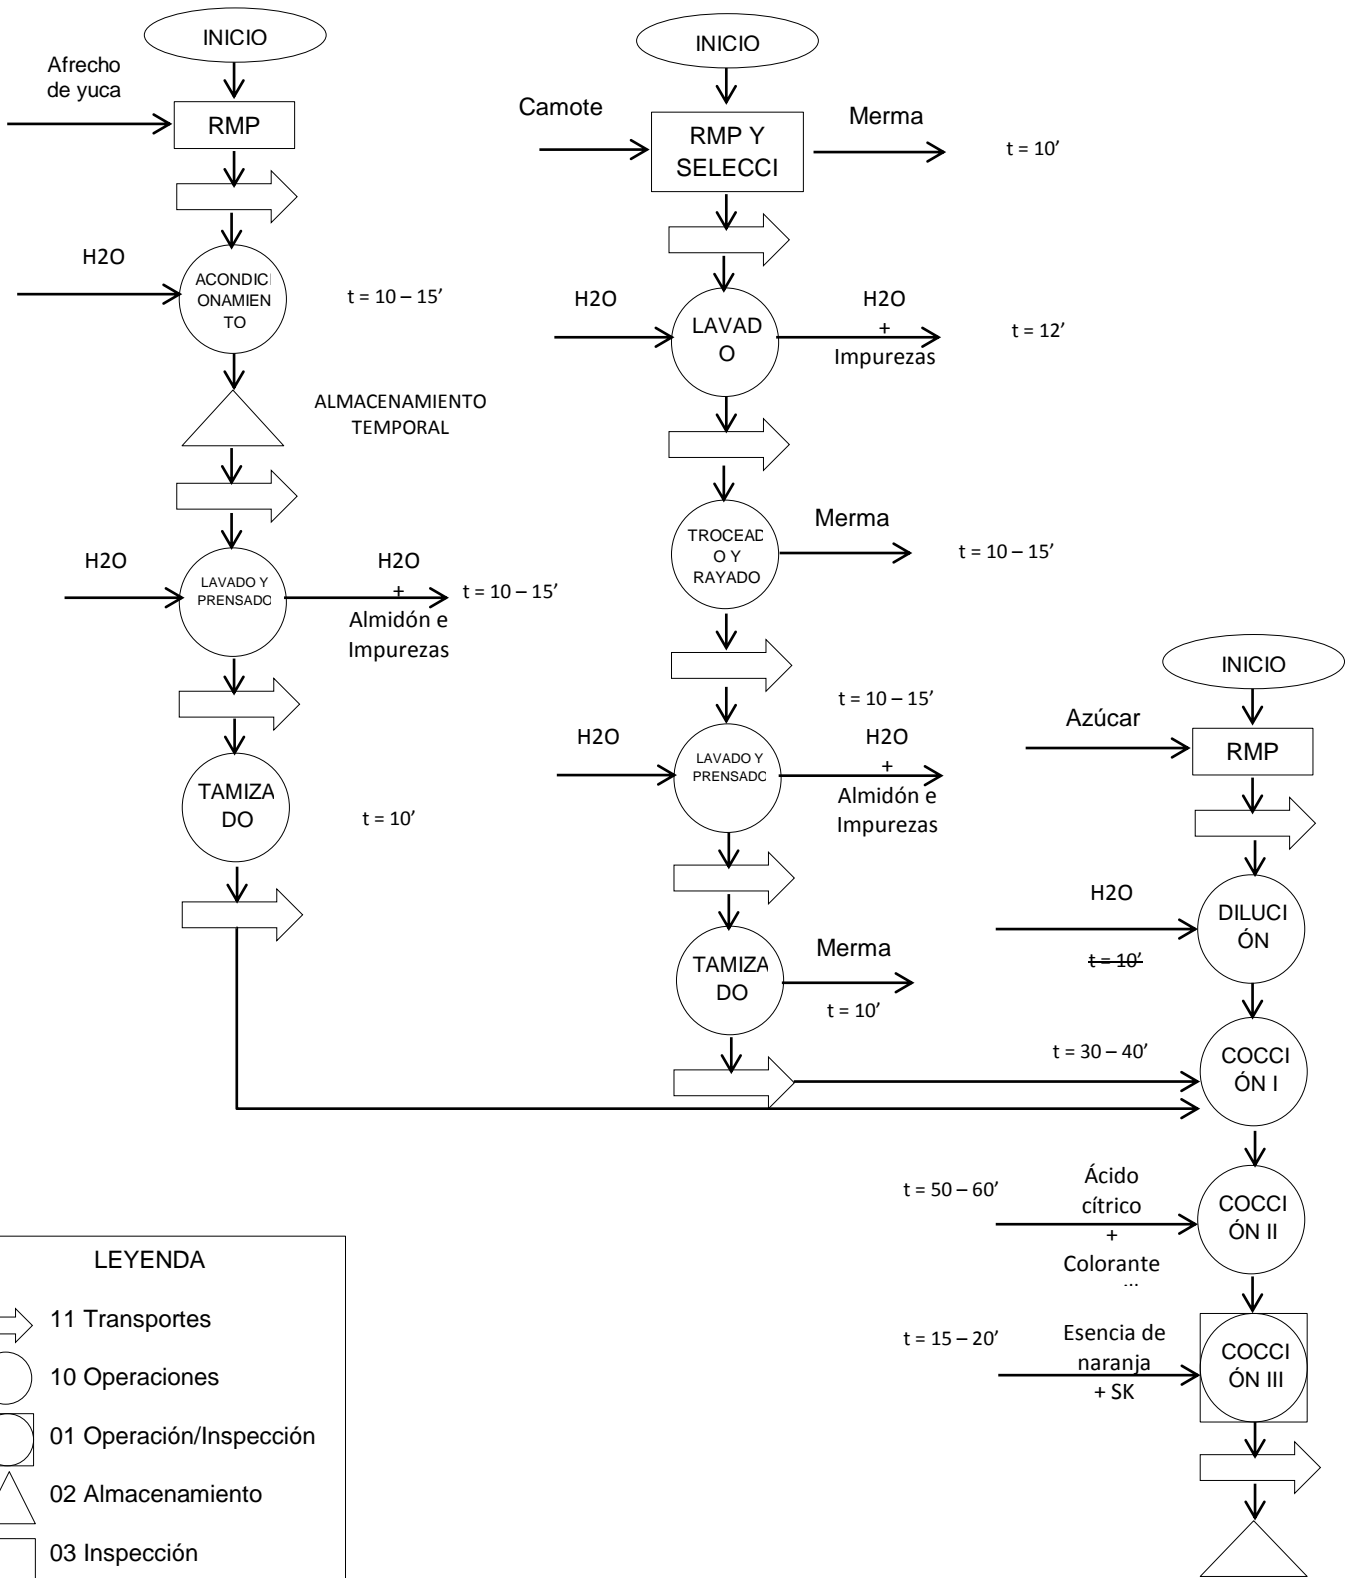 INICIO
Afrecho
de yuca
RMP
H2O
ACONDICI
ONAMIEN
TO
t = 10 – 15’
ALMACENAMIENTO
TEMPORAL
H2O
LAVADO Y
PRENSADO
H2O
+
Almidón e
Impurezas
t = 10 – 15’
TAMIZA
DO
t = 10’
INICIO
Camote
RMP Y
SELECCI
Merma
t = 10’
H2O
LAVAD
O
H2O
+
Impurezas
t = 12’
TROCEAD
O Y
RAYADO
Merma
t = 10 – 15’
t = 10 – 15’
H2O
LAVADO Y
PRENSADO
H2O
+
Almidón e
Impurezas
TAMIZA
DO
Merma
t = 10’
INICIO
Azúcar
RMP
H2O
t = 10’
DILUCI
ÓN
t = 30 – 40’
COCCI
ÓN I
t = 50 – 60’
Ácido
cítrico
+
Colorante
...
COCCI
ÓN II
t = 15 – 20’
Esencia de
naranja
+ SK
COCCI
ÓN III
LEYENDA
11 Transportes
10 Operaciones
01 Operación/Inspección
02 Almacenamiento
03 Inspección